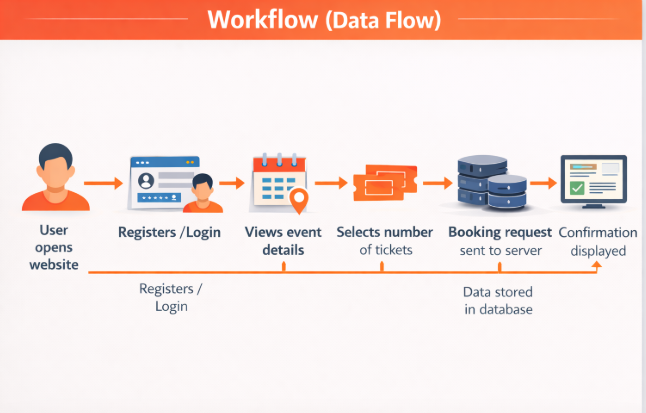 Workflow (Data Flow)
User
opens
website
Registers /Login
Views event
details
Selects number
of tickets
Booking request
sent to server
Confirmation
displayed
Registers /
Login
Data stored
in database